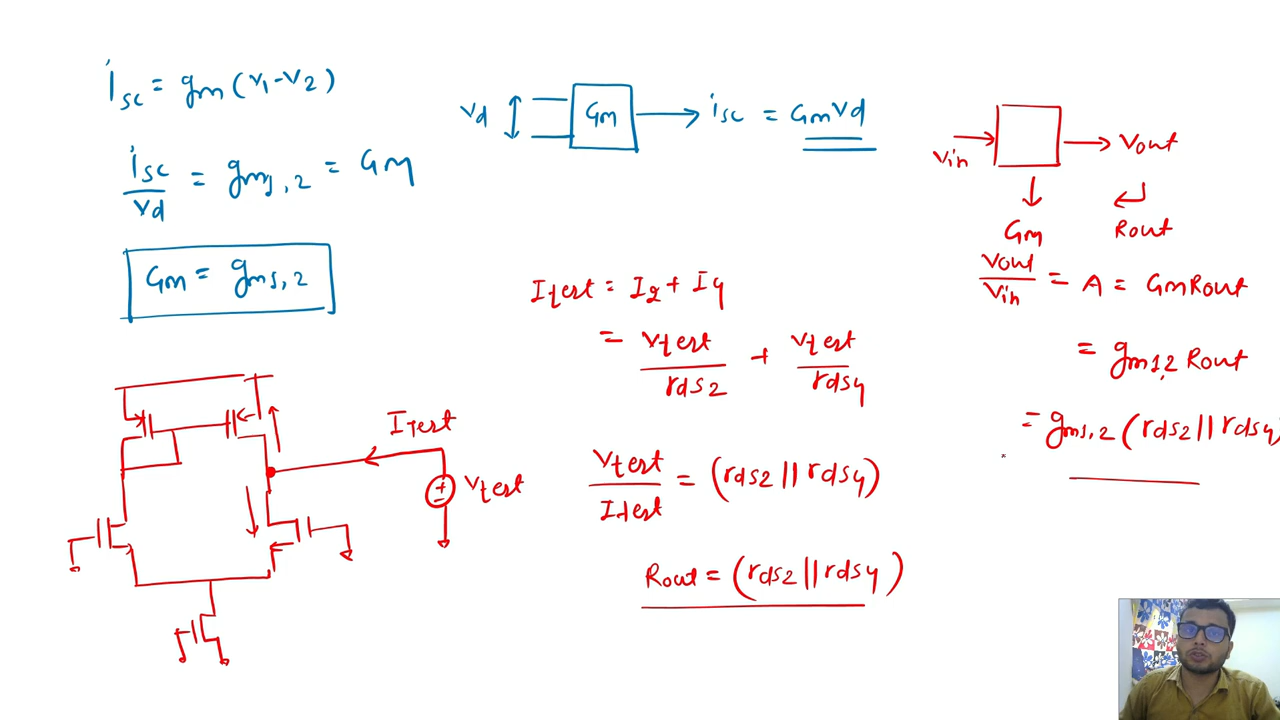 isc = gm (v1 - v2)
isc / vd = gm1,2 = Gm
Gm = gm1,2
vd Gm → isc = Gmvd
Vin → → Vout
Gm Rout
Vout / Vin = A = GmRout
= gm1,2 Rout
= gm1,2 (rds2 || rds4)
Itest = I2 + I4
= Vtest / rds2 + Vtest / rds4
Vtest / Itest = (rds2 || rds4)
Rout = (rds2 || rds4)
Itest
+
-
Vtest